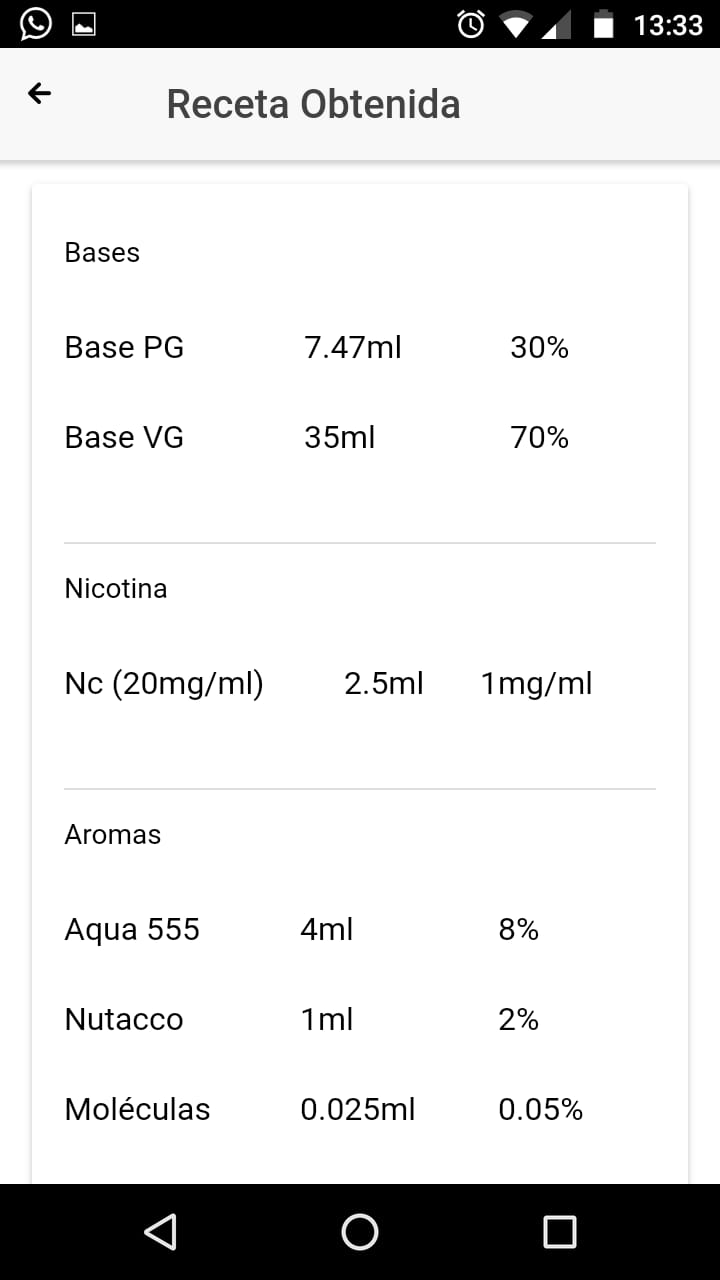 13:33
Receta Obtenida
Bases
Base PG 7.47ml 30%
Base VG 35ml 70%
Nicotina
Nc (20mg/ml) 2.5ml 1mg/ml
Aromas
Aqua 555 4ml 8%
Nutacco 1ml 2%
Moléculas 0.025ml 0.05%